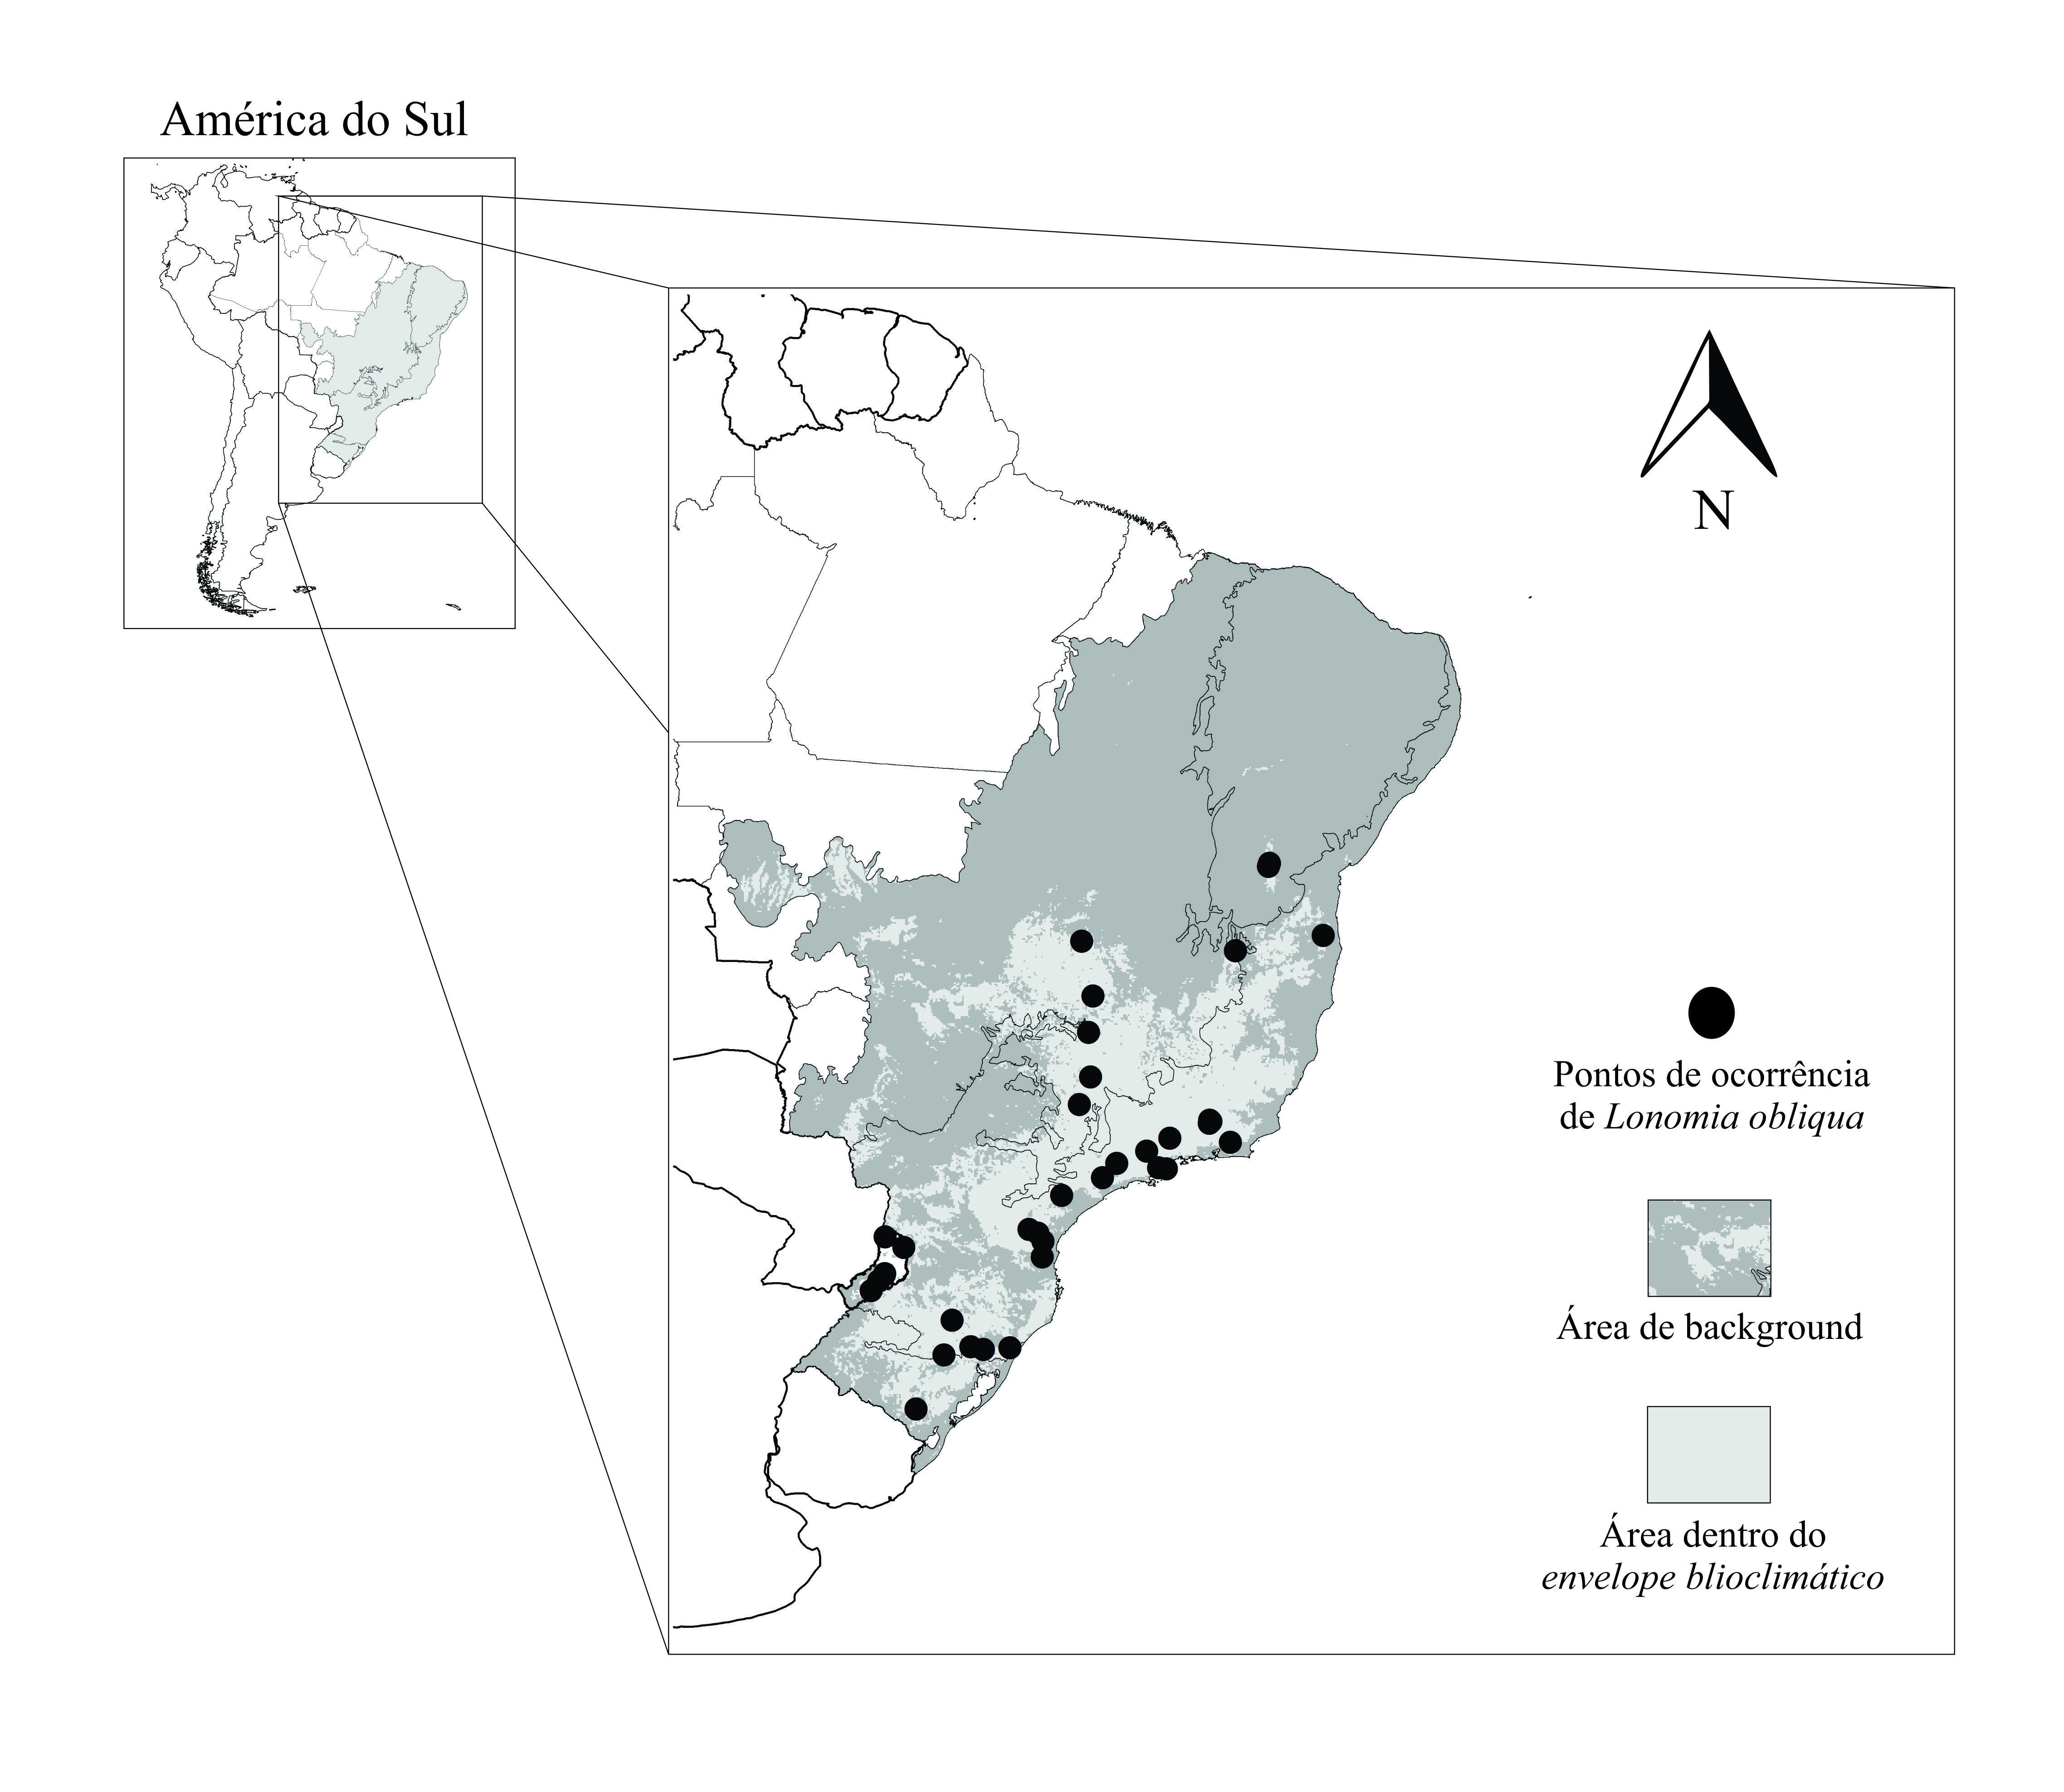 América do Sul
N
Pontos de ocorrência
de Lonomia obliqua
Área de background
Área dentro do
envelope blioclimático